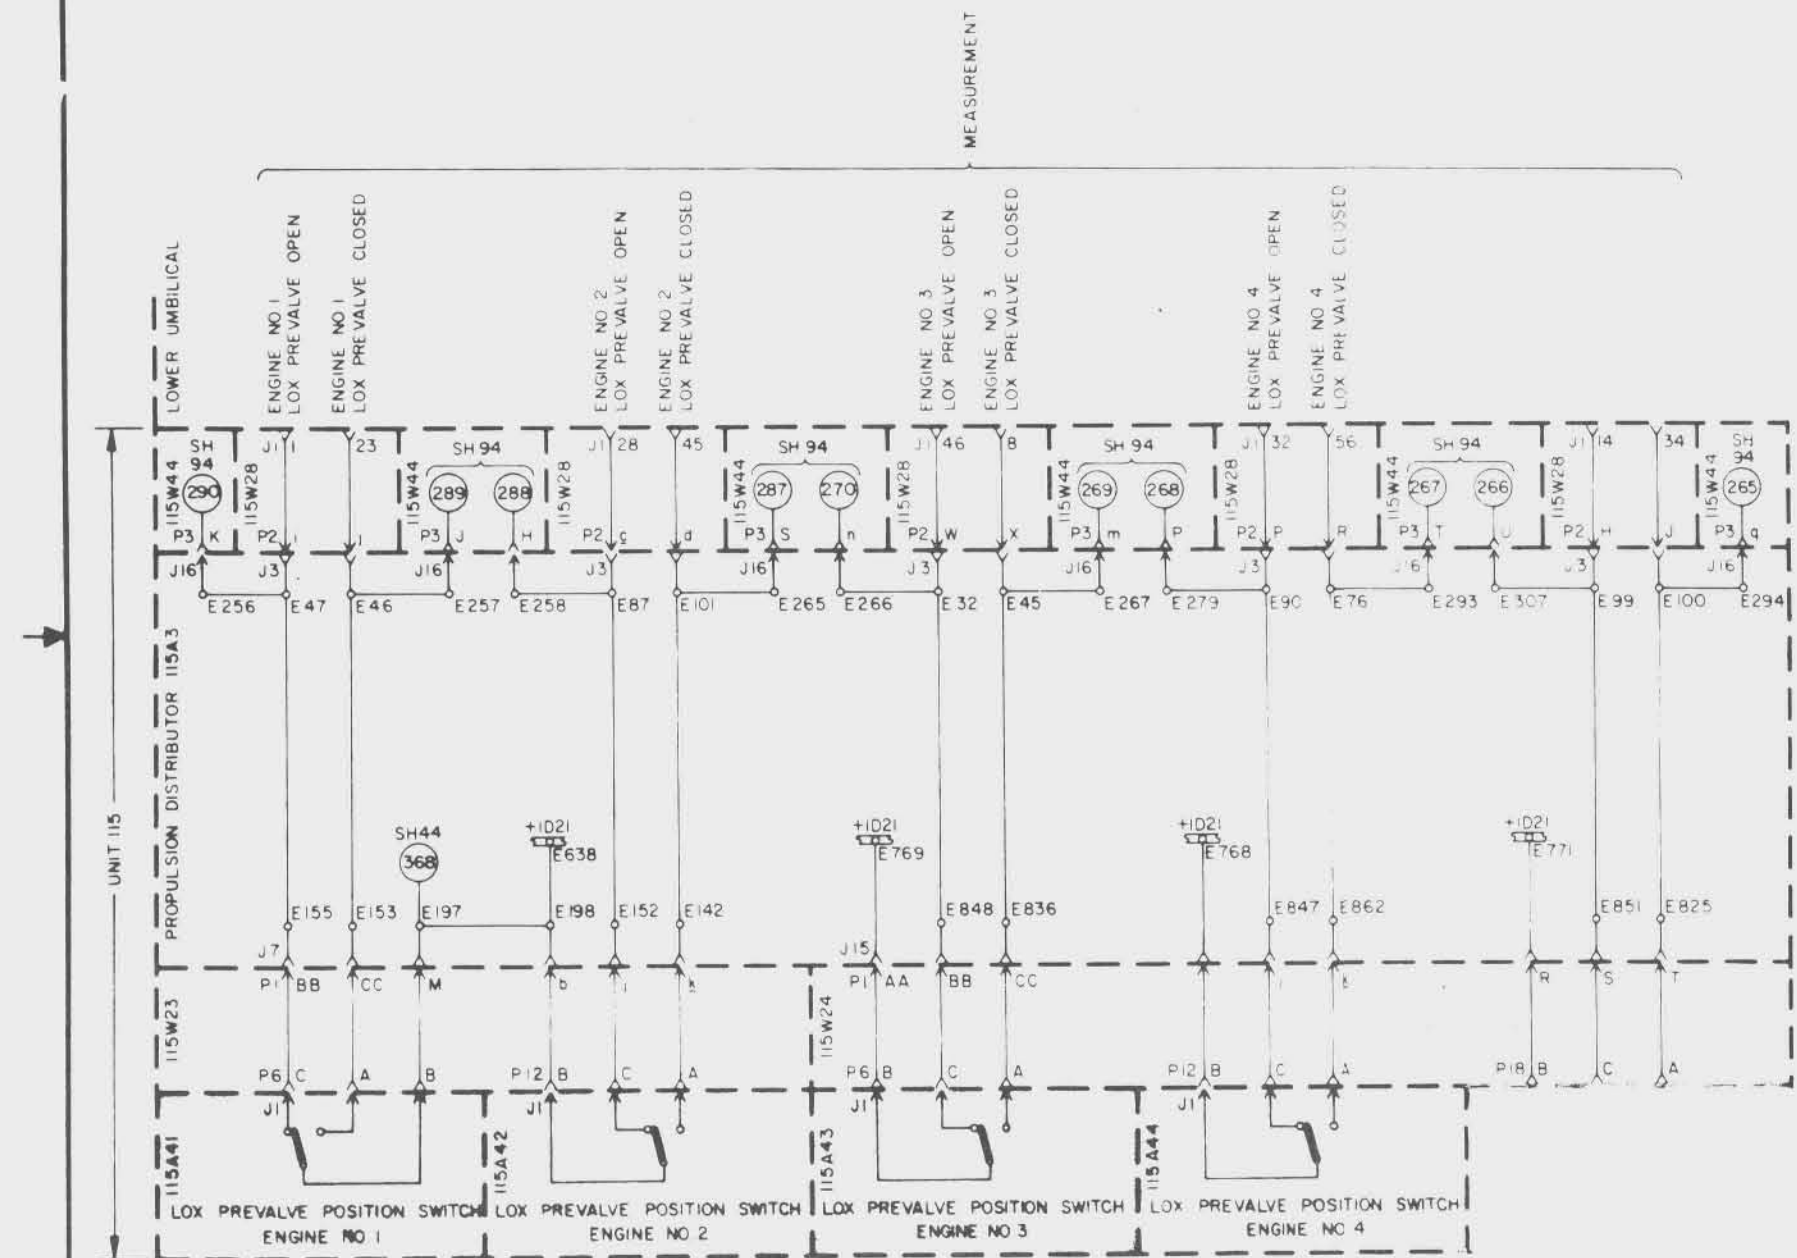 MEASUREMENT
LOWER UMBILICAL
ENGINE NO. 1
LOX PREVALVE OPEN
ENGINE NO. 1
LOX PREVALVE CLOSED
ENGINE NO 2
LOX PREVALVE OPEN
ENGINE NO 2
LOX PREVALVE CLOSED
ENGINE NO 3
LOX PREVALVE OPEN
ENGINE NO 3
LOX PREVALVE CLOSED
ENGINE NO 4
LOX PREVALVE OPEN
ENGINE NO 4
LOX PREVALVE CLOSED
SH
94
290
115W44
115W28
J1 1 23
115W44
SH 94
289 288
115W28
J1 28 45
115W44
SH 94
287 270
115W28
J1 46 8
115W44
SH 94
269 268
115W28
J1 32 56
115W44
SH 94
267 266
115W28
J1 14 34
115W44
SH
94
265
P3 K P2 i j P3 J H P2 c d P3 S n P2 W X P3 m P P2 P R P3 T U P2 H J P3 q
J16 J3 J16 J3 J16 J3 J16 J3 J16 J3 J16
E256 E47 E46 E257 E258 E87 E101 E265 E266 E32 E45 E267 E279 E90 E76 E293 E307 E99 E100 E294
UNIT 115
PROPULSION DISTRIBUTOR 115A3
SH44
368
+1D21
E638
+1D21
E769
+1D21
E768
+1D21
E771
E155 E153 E197 E198 E152 E142 E848 E836 E847 E862 E851 E825
J7 J15
P1 BB CC M b j k P1 AA BB CC R S T
115W23
115W24
P6 C A B P12 B C A P6 B C A P12 B C A P18 B C A
J1 J1 J1 J1
115A41
115A42
115A43
115A44
LOX PREVALVE POSITION SWITCH
ENGINE NO 1
LOX PREVALVE POSITION SWITCH
ENGINE NO 2
LOX PREVALVE POSITION SWITCH
ENGINE NO 3
LOX PREVALVE POSITION SWITCH
ENGINE NO 4